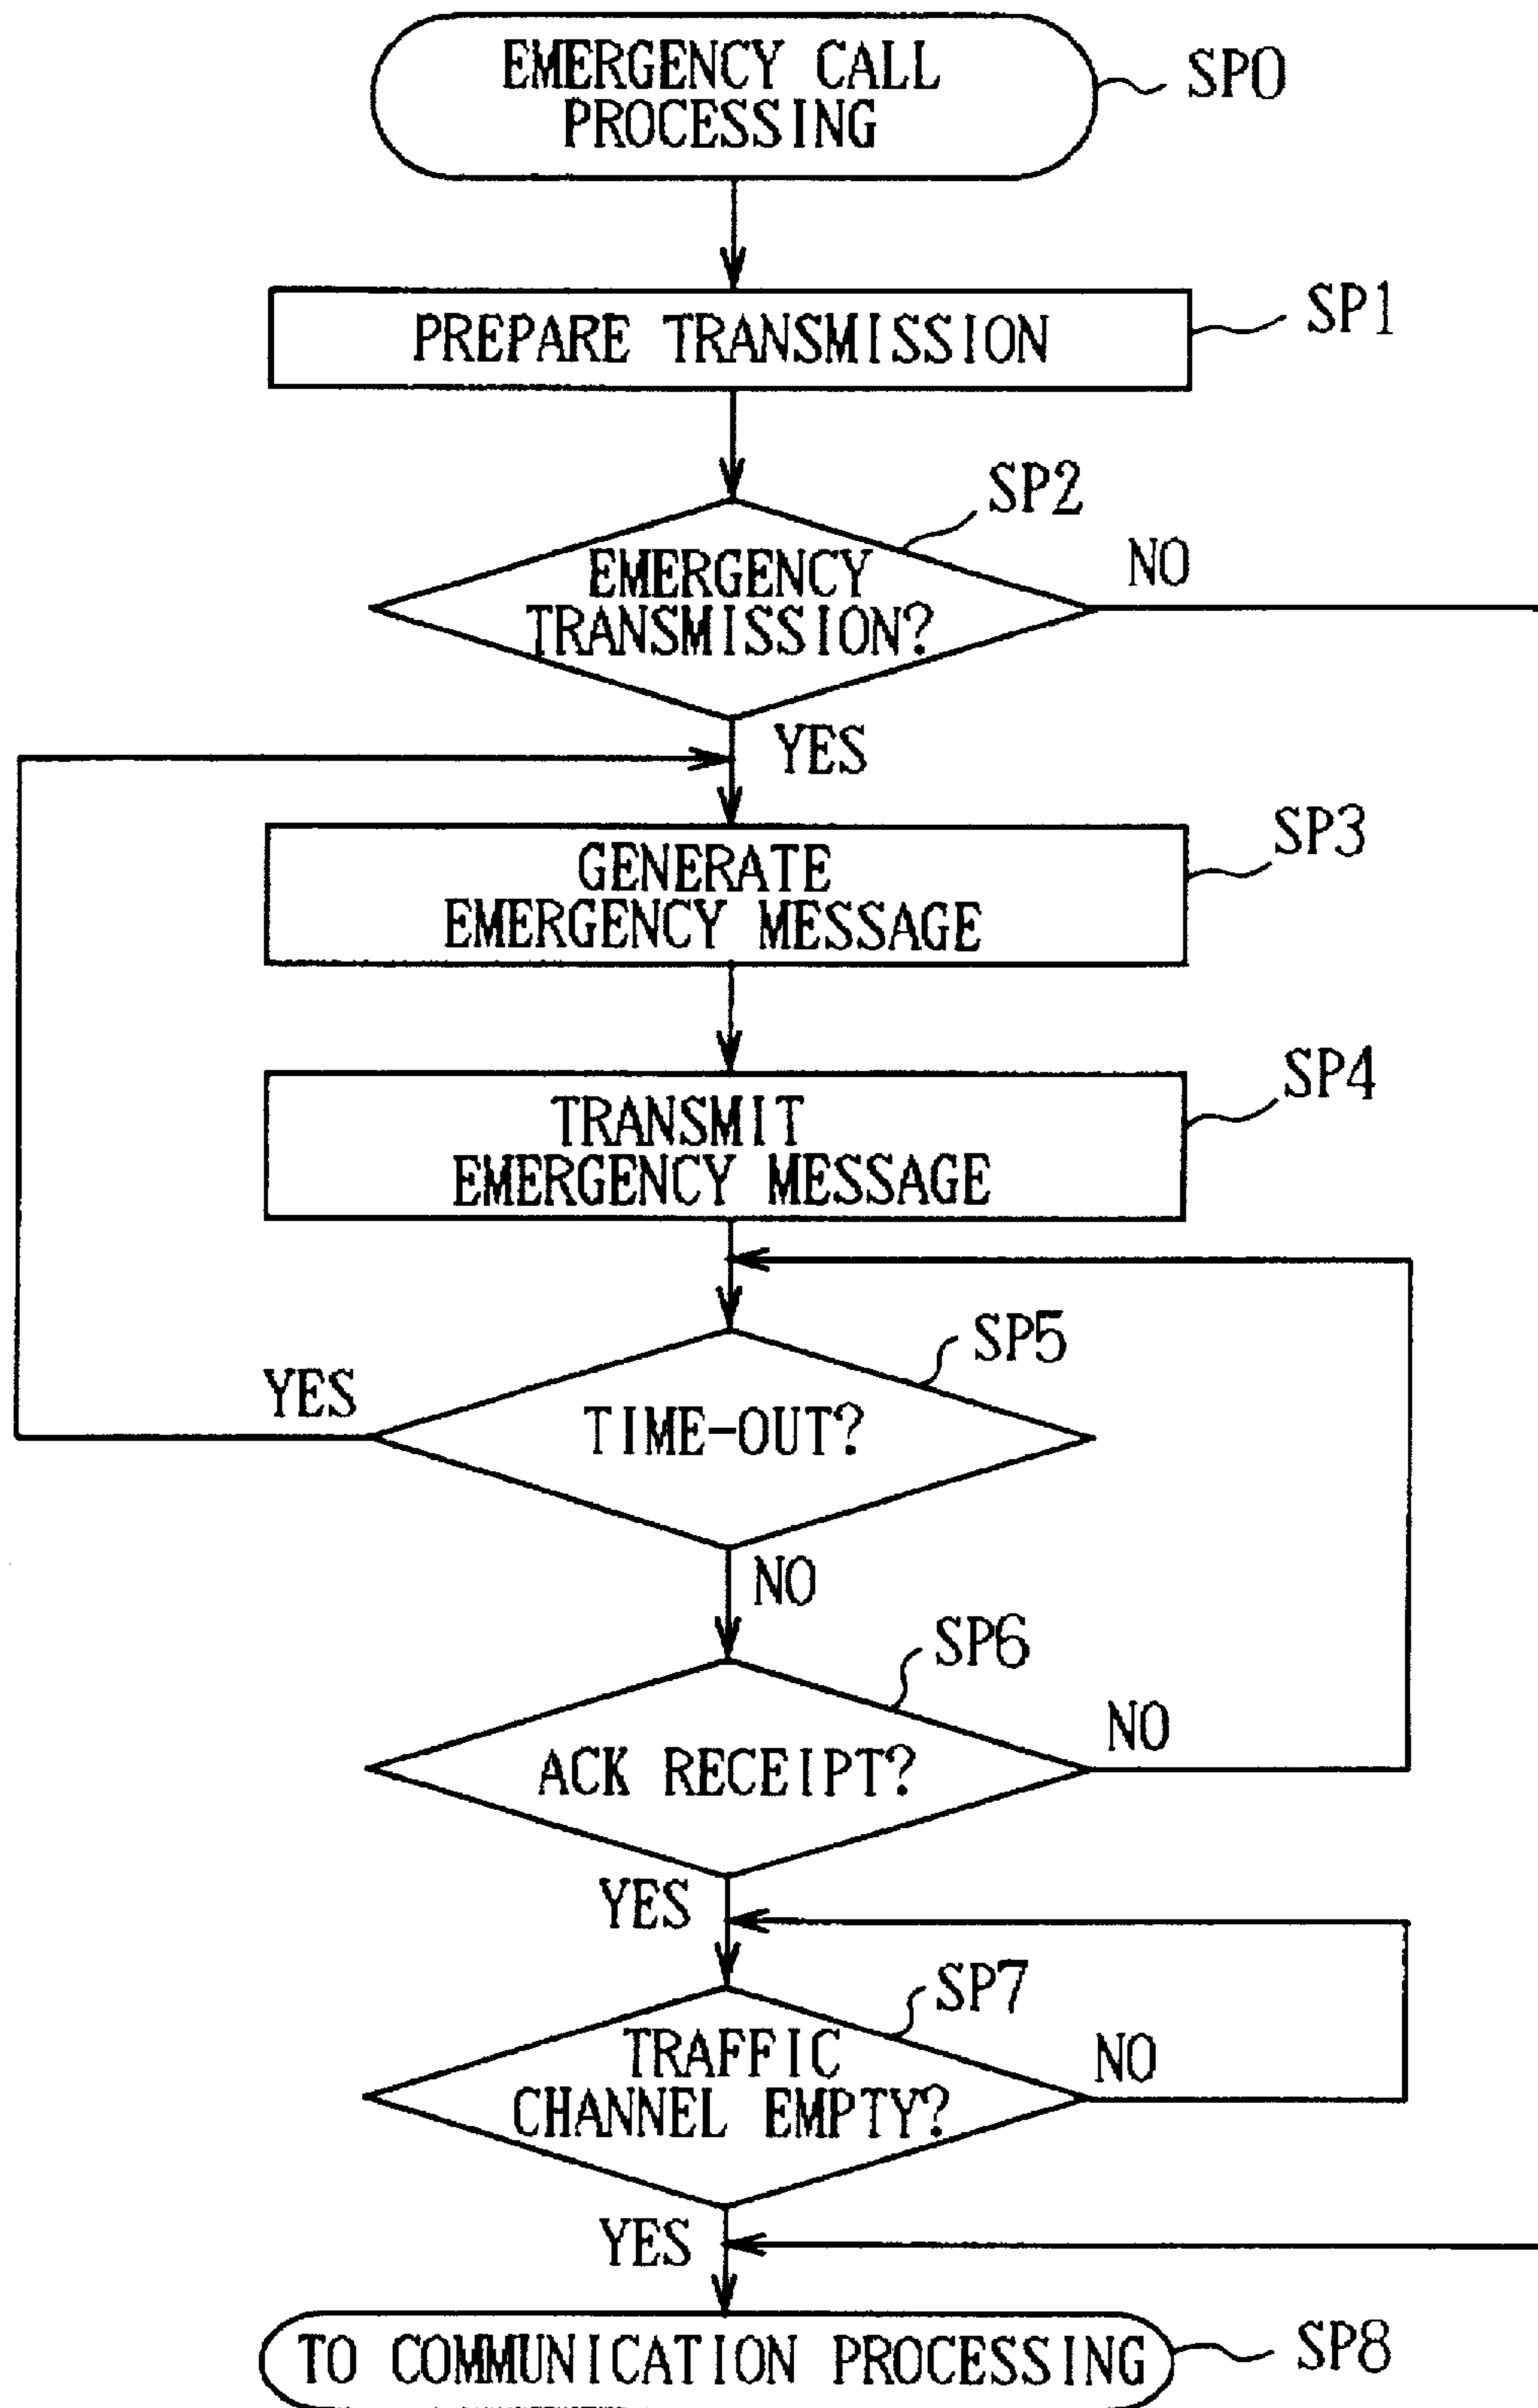 EMERGENCY CALL
PROCESSING
SP0
PREPARE TRANSMISSION
SP1
SP2
EMERGENCY
TRANSMISSION?
NO
YES
GENERATE
EMERGENCY MESSAGE
SP3
TRANSMIT
EMERGENCY MESSAGE
SP4
SP5
YES
TIME-OUT?
NO
SP6
ACK RECEIPT?
NO
YES
SP7
TRAFFIC
CHANNEL EMPTY?
NO
YES
TO COMMUNICATION PROCESSING
SP8